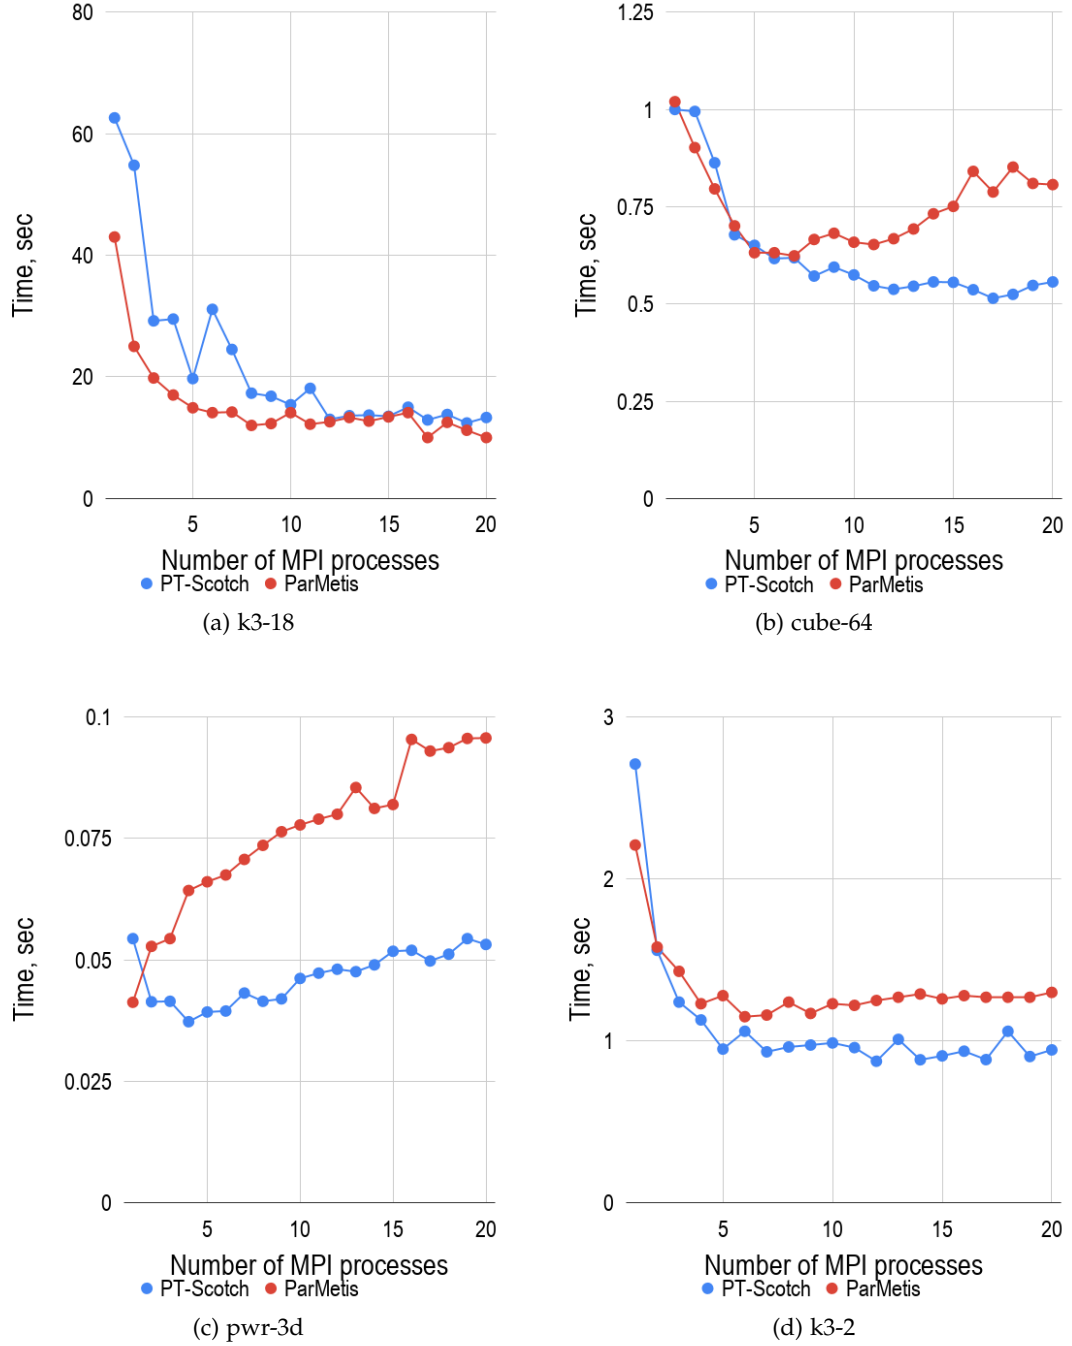 80
60
40
20
0
Time, sec
5 10 15 20
Number of MPI processes
PT-Scotch ParMetis
(a) k3-18
1.25
1
0.75
0.5
0.25
0
Time, sec
5 10 15 20
Number of MPI processes
PT-Scotch ParMetis
(b) cube-64
0.1
0.075
0.05
0.025
0
Time, sec
5 10 15 20
Number of MPI processes
PT-Scotch ParMetis
(c) pwr-3d
3
2
1
0
Time, sec
5 10 15 20
Number of MPI processes
PT-Scotch ParMetis
(d) k3-2